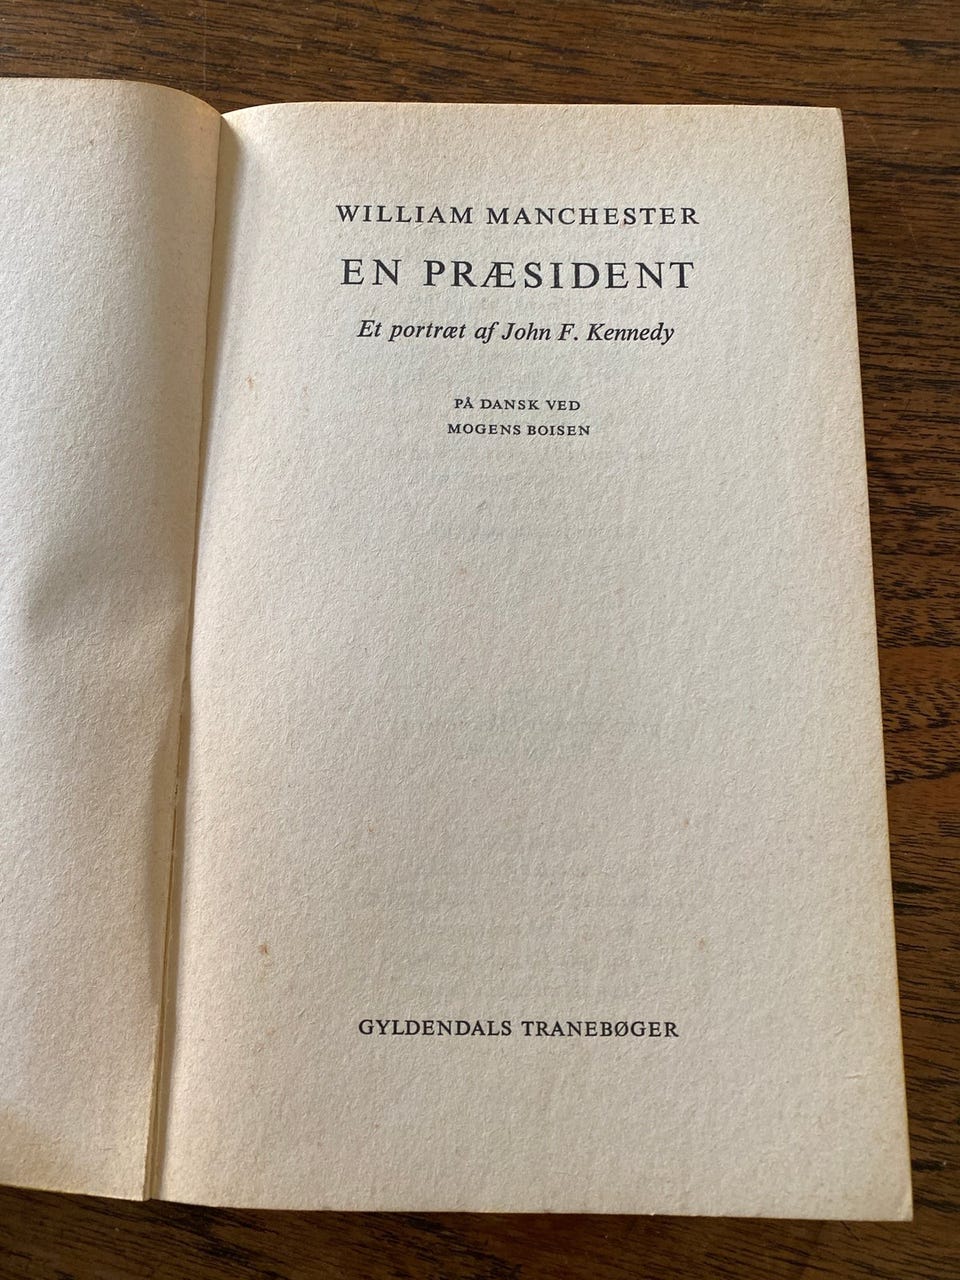 WILLIAM MANCHESTER
EN PRÆSIDENT
Et portræt af John F. Kennedy
PÅ DANSK VED
MOGENS BOISEN
GYLDENDALS TRANEBØGER